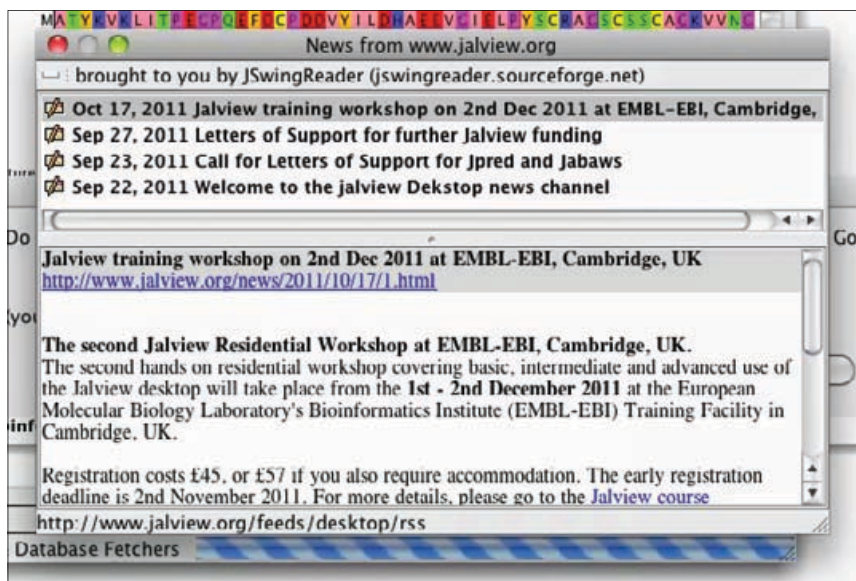 MATYKVKLITPEGPQEFDCPDDVYILDHAEEVGIELPYSCRAGSCSSCAGKVVNG
News from www.jalview.org
brought to you by JSwingReader (jswingreader.sourceforge.net)
Oct 17, 2011 Jalview training workshop on 2nd Dec 2011 at EMBL-EBI, Cambridge,
Sep 27, 2011 Letters of Support for further Jalview funding
Sep 23, 2011 Call for Letters of Support for Jpred and Jabaws
Sep 22, 2011 Welcome to the jalview Dekstop news channel
Do
Go
Jalview training workshop on 2nd Dec 2011 at EMBL-EBI, Cambridge, UK
http://www.jalview.org/news/2011/10/17/1.html
The second Jalview Residential Workshop at EMBL-EBI, Cambridge, UK.
The second hands on residential workshop covering basic, intermediate and advanced use of
the Jalview desktop will take place from the 1st - 2nd December 2011 at the European
Molecular Biology Laboratory's Bioinformatics Institute (EMBL-EBI) Training Facility in
Cambridge, UK.
Registration costs £45, or £57 if you also require accommodation. The early registration
deadline is 2nd November 2011. For more details, please go to the Jalview course
http://www.jalview.org/feeds/desktop/rss
Database Fetchers